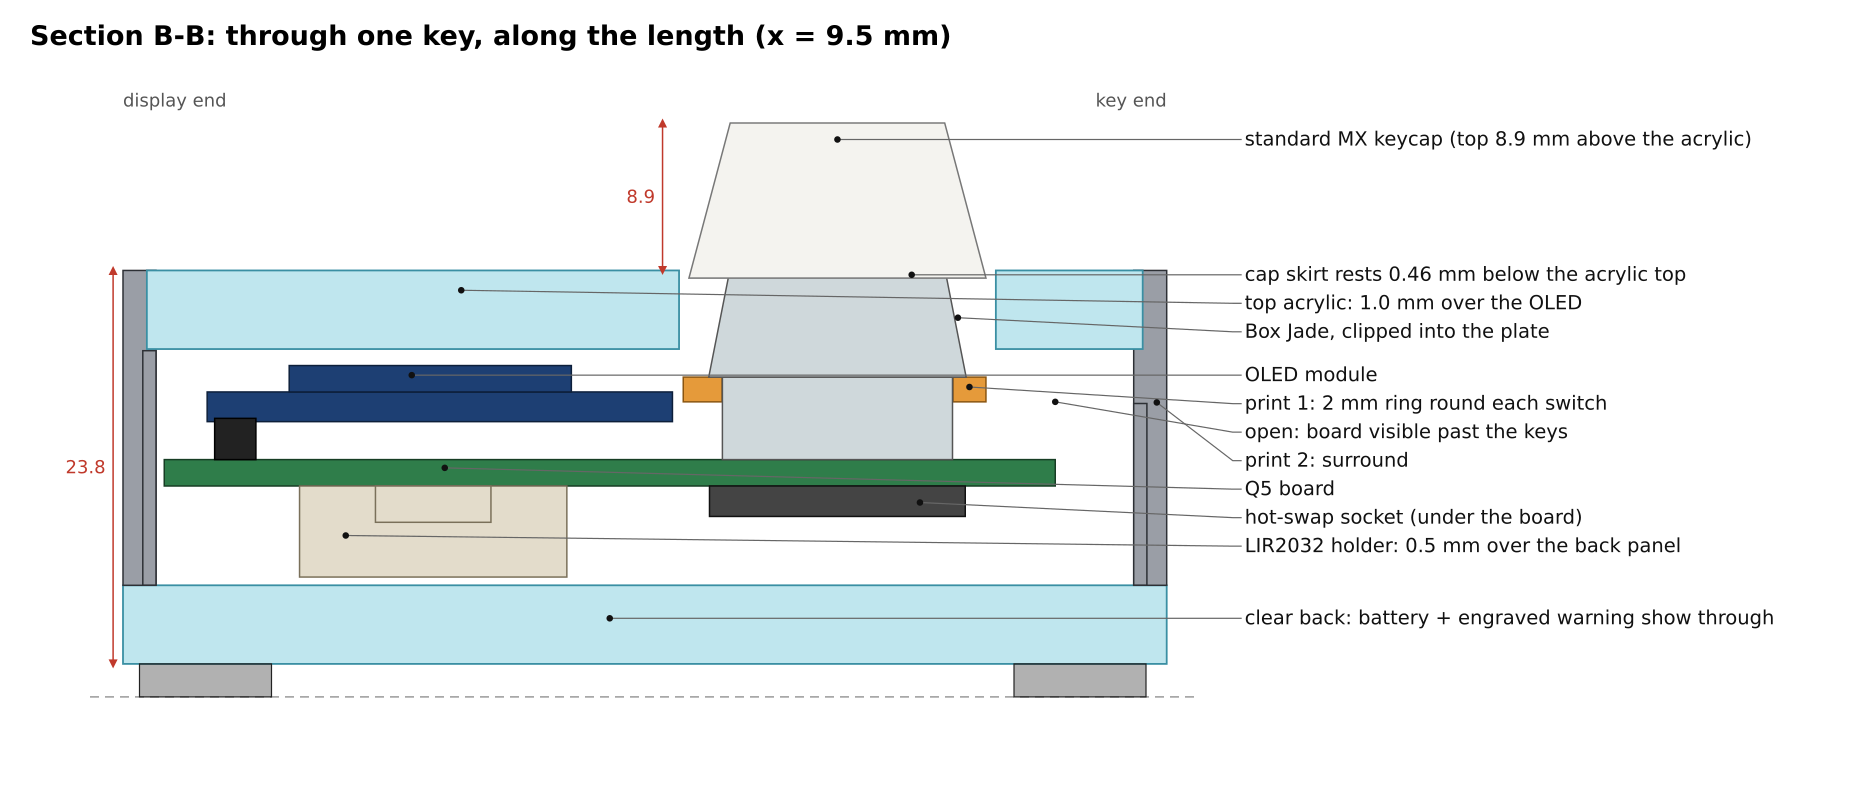 Section B-B: through one key, along the length (x = 9.5 mm)
display end
key end
standard MX keycap (top 8.9 mm above the acrylic)
8.9
cap skirt rests 0.46 mm below the acrylic top
top acrylic: 1.0 mm over the OLED
Box Jade, clipped into the plate
OLED module
print 1: 2 mm ring round each switch
open: board visible past the keys
print 2: surround
23.8
Q5 board
hot-swap socket (under the board)
LIR2032 holder: 0.5 mm over the back panel
clear back: battery + engraved warning show through